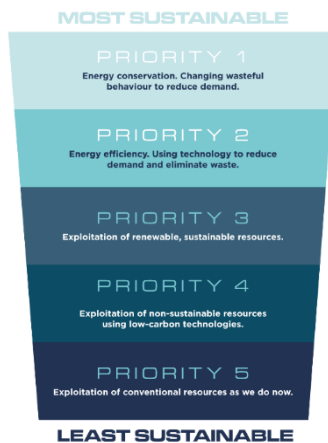 MOST SUSTAINABLE
PRIORITY 1
Energy conservation. Changing wasteful
behaviour to reduce demand.
PRIORITY 2
Energy efficiency. Using technology to reduce
demand and eliminate waste.
PRIORITY 3
Exploitation of renewable, sustainable resources.
PRIORITY 4
Exploitation of non-sustainable resources
using low-carbon technologies.
PRIORITY 5
Exploitation of conventional resources as we do now.
LEAST SUSTAINABLE